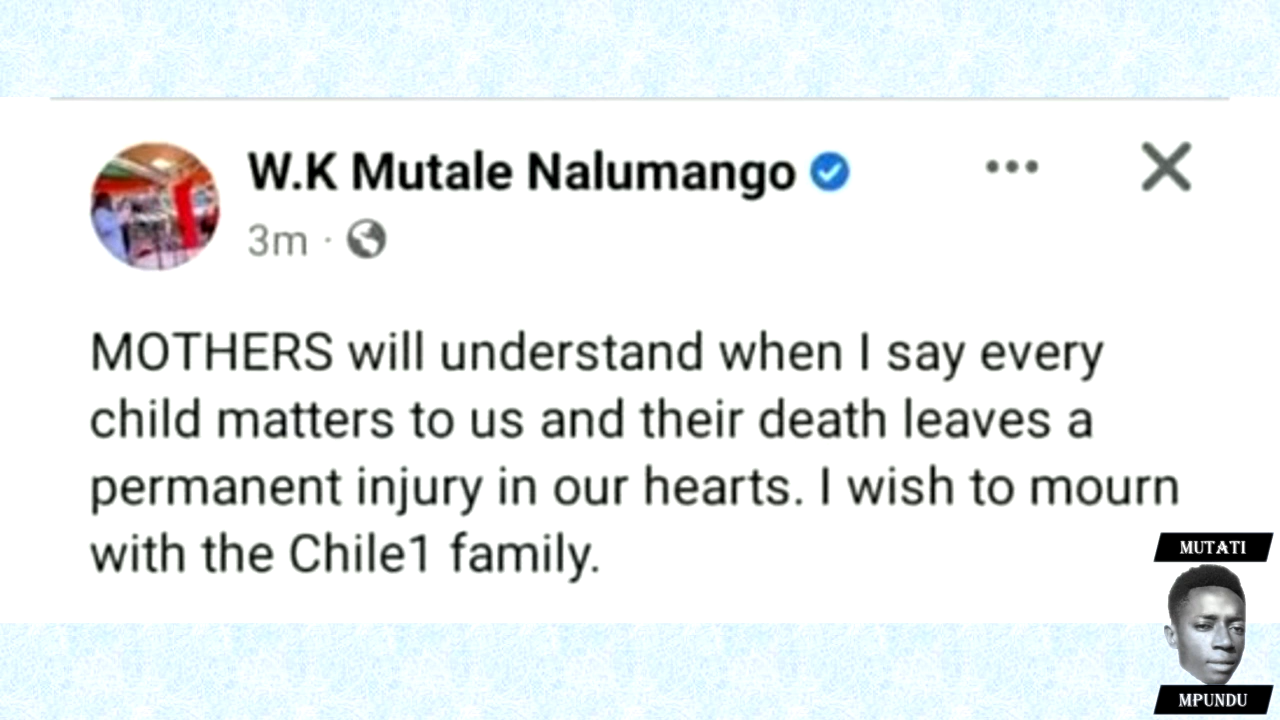 W.K Mutale Nalumango
3m ·
MOTHERS will understand when I say every
child matters to us and their death leaves a
permanent injury in our hearts. I wish to mourn
with the Chile1 family.
MUTATI
MPUNDU